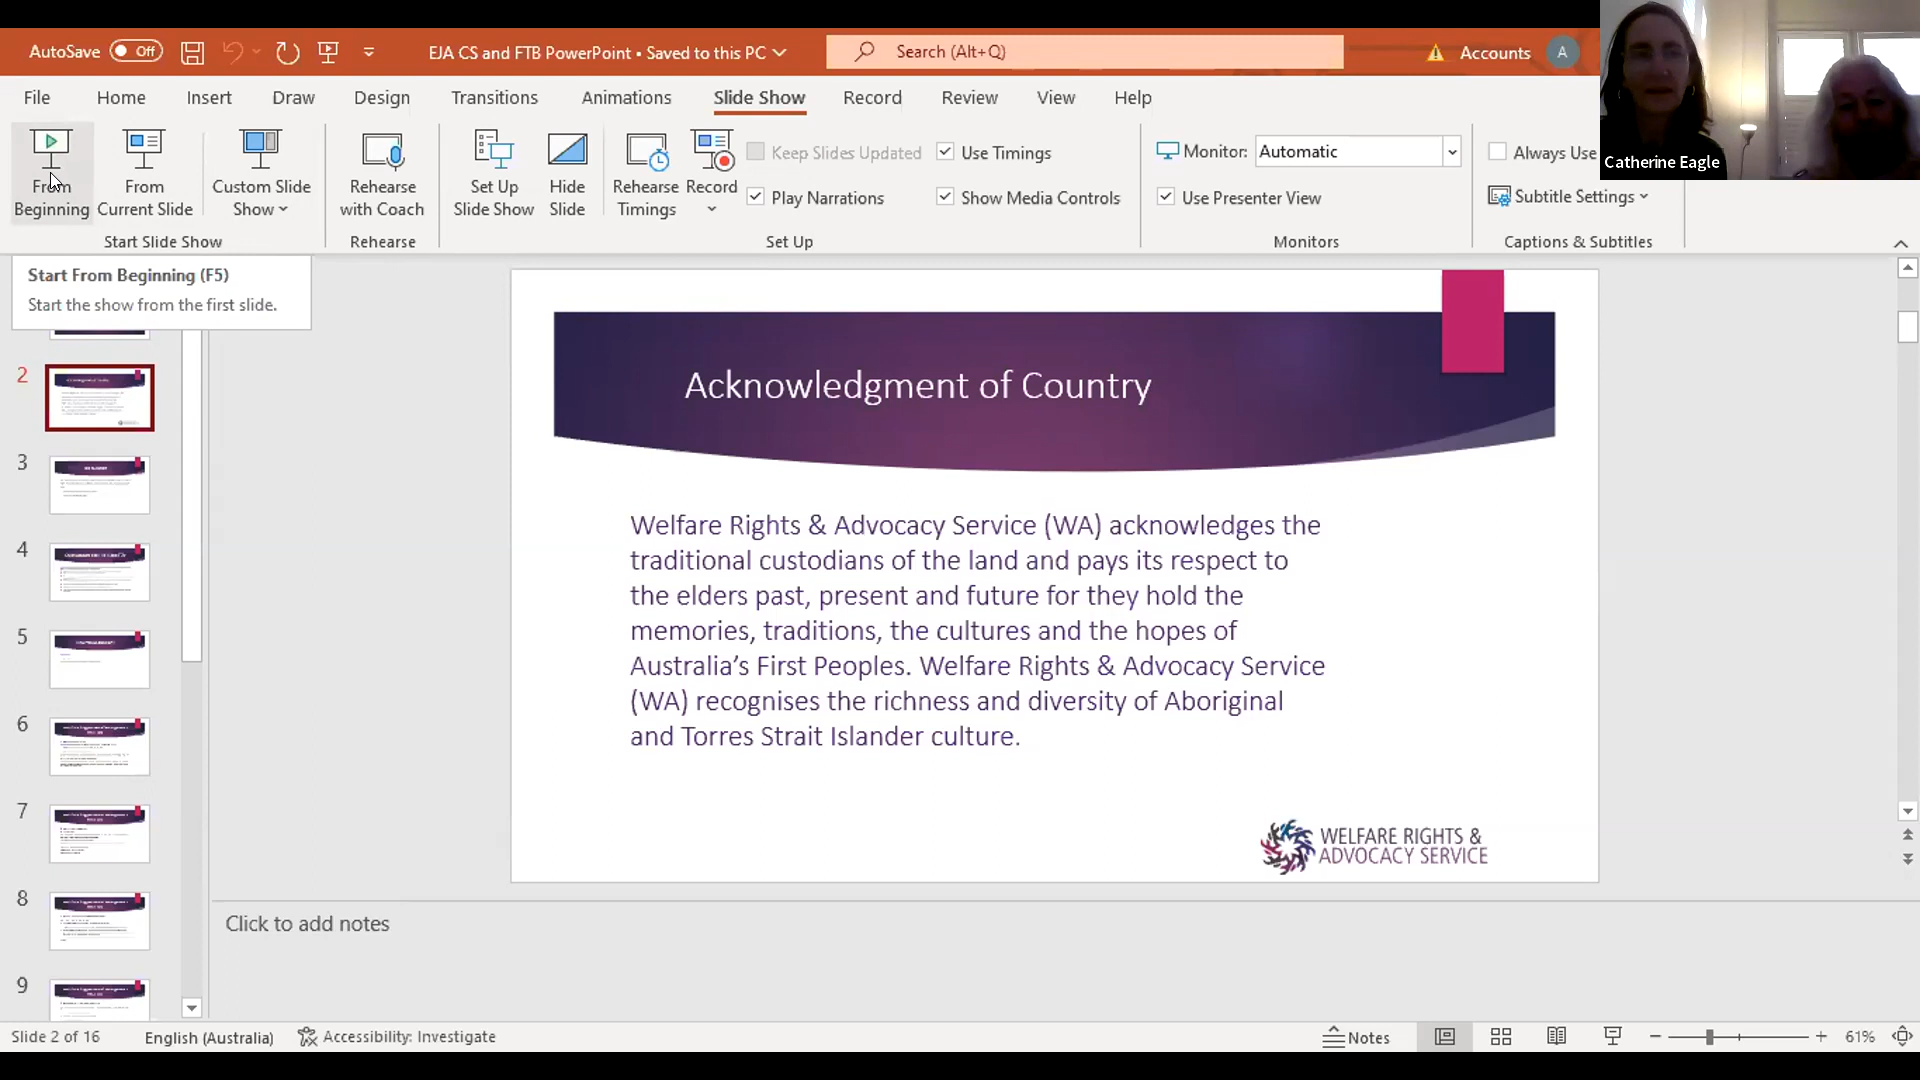 AutoSave Off
EJA CS and FTB PowerPoint • Saved to this PC
Search (Alt+Q)
Accounts A
File Home Insert Draw Design Transitions Animations Slide Show Record Review View Help
From Beginning
From Current Slide
Custom Slide Show
Start Slide Show
Rehearse with Coach
Rehearse
Set Up Slide Show
Hide Slide
Rehearse Timings
Record
Keep Slides Updated
Play Narrations
Use Timings
Show Media Controls
Set Up
Monitor: Automatic
Use Presenter View
Monitors
Always Use
Subtitle Settings
Captions & Subtitles
Catherine Eagle
Start From Beginning (F5)
Start the show from the first slide.
2
3
4
5
6
7
8
9
Acknowledgment of Country
Welfare Rights & Advocacy Service (WA) acknowledges the
traditional custodians of the land and pays its respect to
the elders past, present and future for they hold the
memories, traditions, the cultures and the hopes of
Australia’s First Peoples. Welfare Rights & Advocacy Service
(WA) recognises the richness and diversity of Aboriginal
and Torres Strait Islander culture.
WELFARE RIGHTS &
ADVOCACY SERVICE
Click to add notes
Slide 2 of 16 English (Australia) Accessibility: Investigate Notes 61%